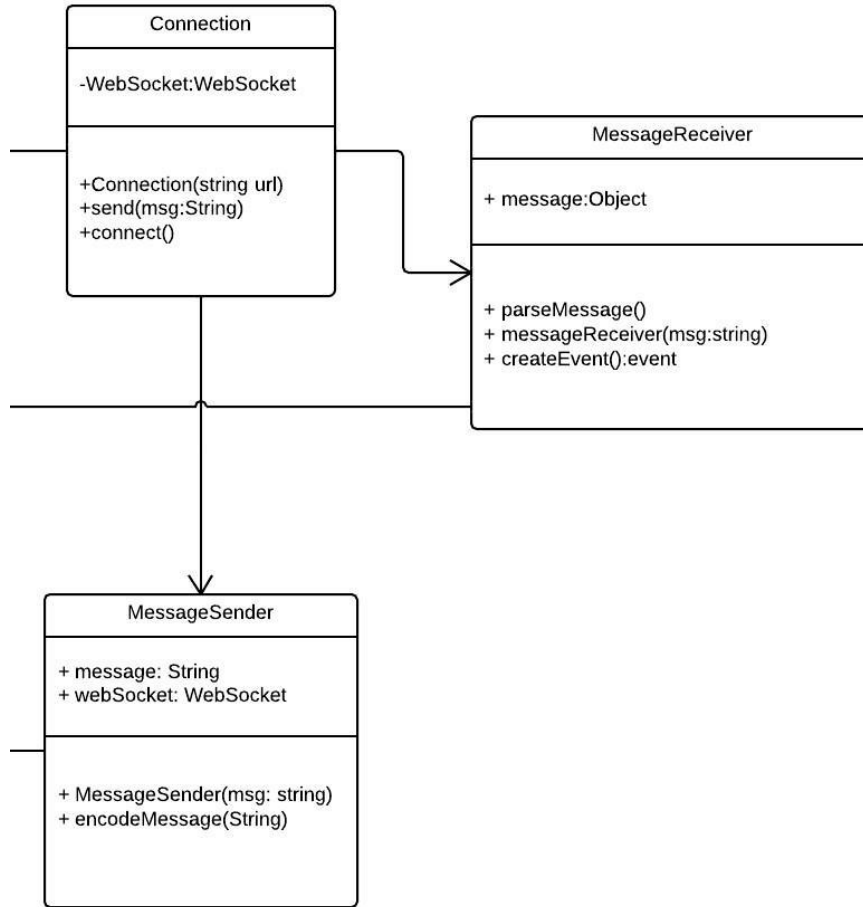 Connection
-WebSocket:WebSocket
+Connection(string url)
+send(msg:String)
+connect()
MessageReceiver
+ message:Object
+ parseMessage()
+ messageReceiver(msg:string)
+ createEvent():event
MessageSender
+ message: String
+ webSocket: WebSocket
+ MessageSender(msg: string)
+ encodeMessage(String)